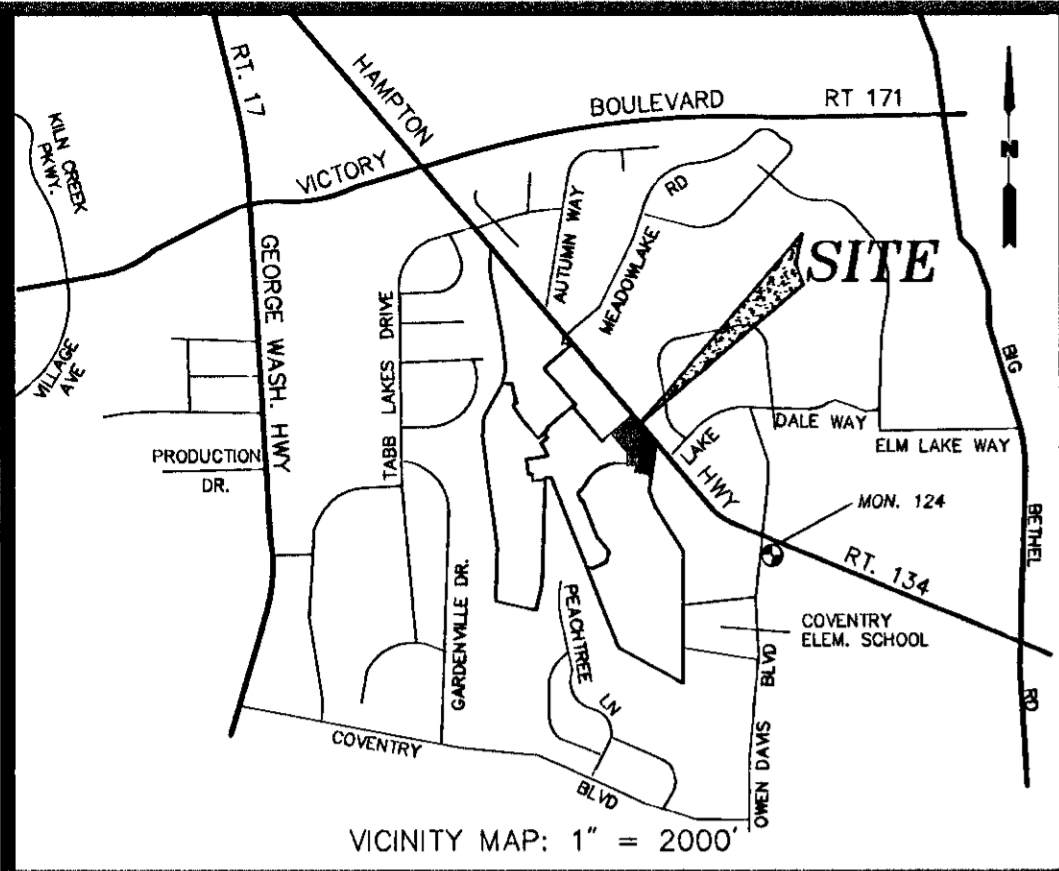 RT. 17
HAMPTON
BOULEVARD
RT 171
KILN CREEK
PKWY.
VICTORY
N
RD
AUTUMN WAY
MEADOWLAKE
SITE
GEORGE WASH. HWY
TABB LAKES DRIVE
VILLAGE
AVE
BIG
DALE WAY
ELM LAKE WAY
LAKE
HWY
PRODUCTION
DR.
MON. 124
BETHEL
RT. 134
GARDENVILLE DR.
PEACHTREE
COVENTRY
ELEM. SCHOOL
BLVD
LN
RD
COVENTRY
OWEN DAVIS
BLVD
VICINITY MAP: 1" = 2000'